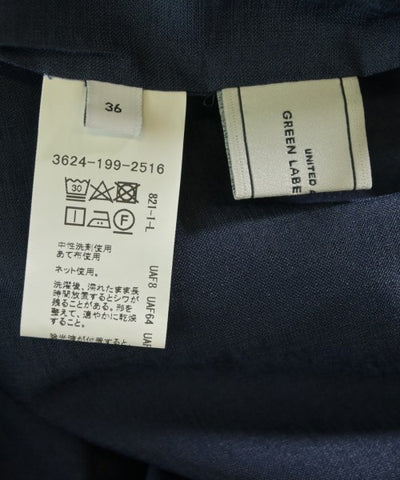 36
3624-199-2516
30
F
821-1-L
UAF8 UAF64
中性洗剤使用
あて布使用
ネット使用。
洗濯後、濡れたまま長
時間放置するとシワが
残ることがある。形を
整えて、速やかに乾燥
すること。
UNITED
GREEN LABE